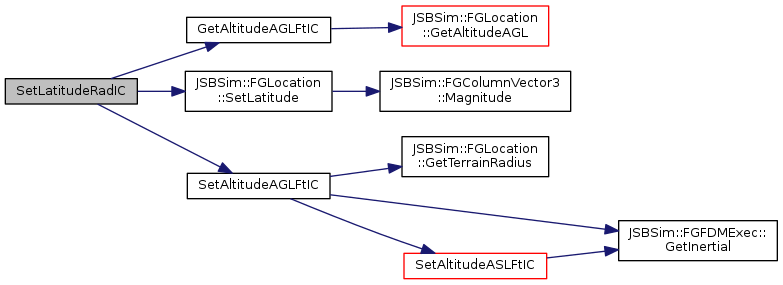 GetAltitudeAGLFtIC
JSBSim::FGLocation
::GetAltitudeAGL
SetLatitudeRadIC
JSBSim::FGLocation
::SetLatitude
JSBSim::FGColumnVector3
::Magnitude
SetAltitudeAGLFtIC
JSBSim::FGLocation
::GetTerrainRadius
SetAltitudeASLFtIC
JSBSim::FGFDMExec::
GetInertial